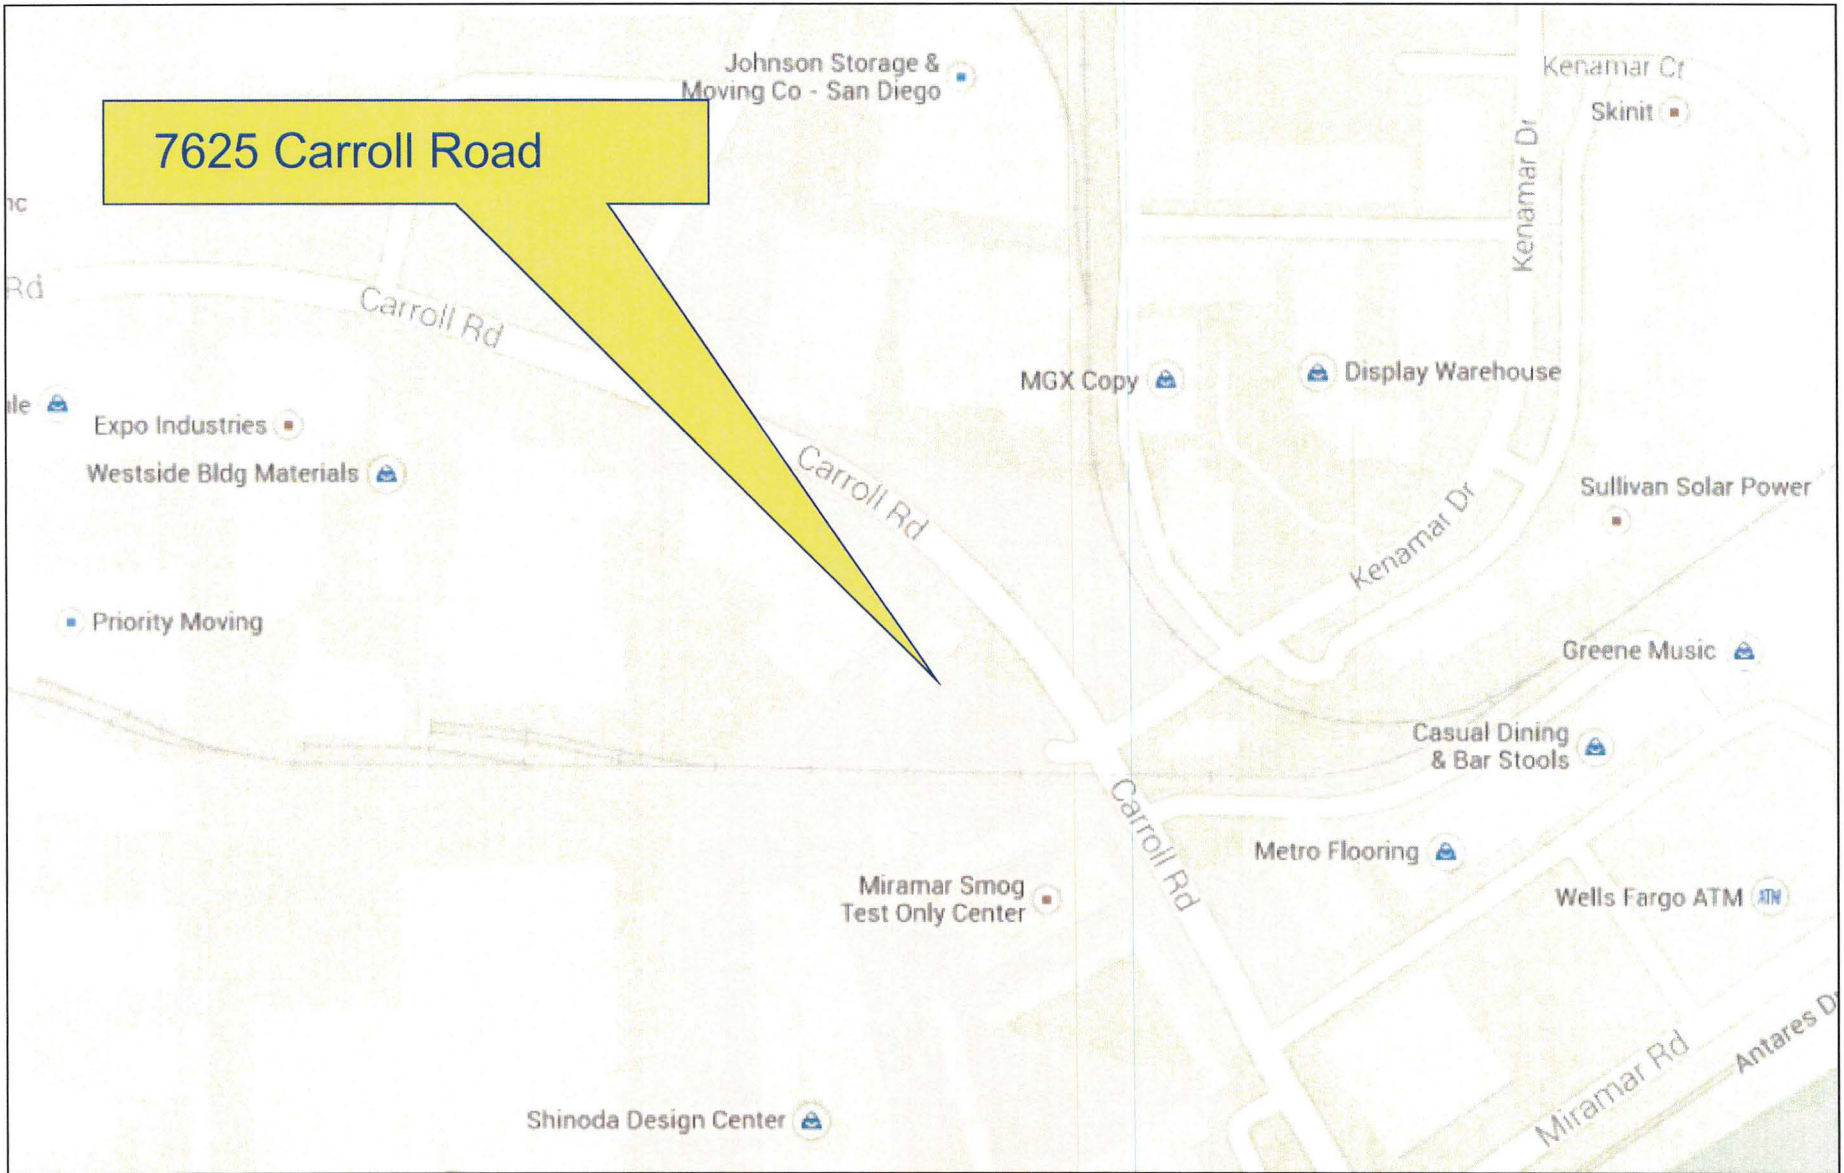 Johnson Storage &
Moving Co - San Diego
Kenamar Cr
Skinit
7625 Carroll Road
Kenamar Dr
Rd
Carroll Rd
MGX Copy
Display Warehouse
Expo Industries
Westside Bldg Materials
Carroll Rd
Sullivan Solar Power
Kenamar Dr
Priority Moving
Greene Music
Casual Dining
& Bar Stools
Carroll Rd
Metro Flooring
Miramar Smog
Test Only Center
Wells Fargo ATM
ATM
Antares D
Miramar Rd
Shinoda Design Center